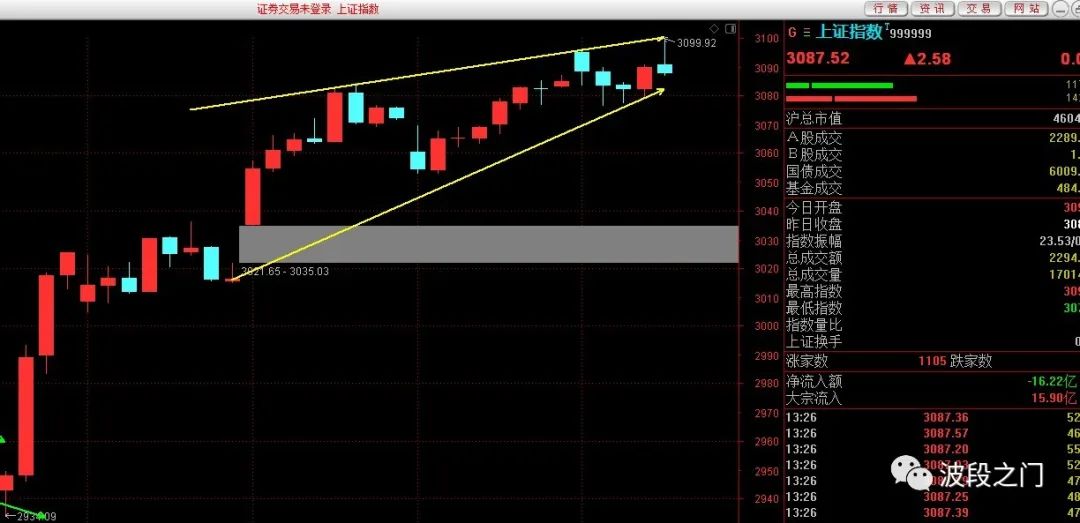 证券交易未登录 上证指数
行情 资讯 交易 网站
3099.92
3100
3090
3080
3070
3060
3050
3040
3030
3020
3010
3000
2990
2980
2970
2960
2950
2940
3021.65 - 3035.03
2934.09
G 上证指数 999999
3087.52 ▲2.58 0.0
11
14
沪总市值 4604
A股成交 2289.
B股成交 1.
国债成交 6009.
基金成交 484.
今日开盘 309
昨日收盘 308
指数振幅 23.53/0
总成交额 2294.
总成交量 1701
最高指数 309
最低指数 307
指数量比
上证换手 0
涨家数 1105 跌家数
净流入额 -16.22亿
大宗流入 15.90亿
13:26 3087.36 52
13:26 3087.57 46
13:26 3087.20 55
13:26 52
13:26 47
13:26 3087.25 48
13:26 3087.39 47
波段之门